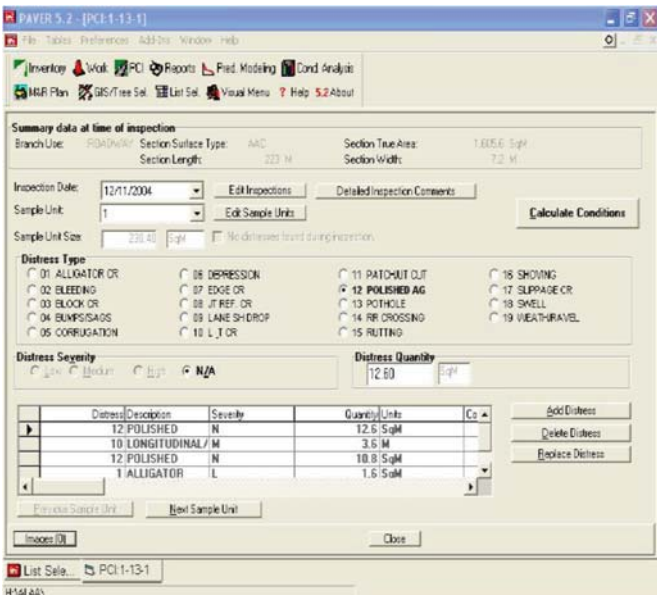 PAVER 5.2 - [PCI:1-13-1]
File Tables Preferences Add-Ins Window Help
Inventory Work PCI Reports Pred. Modeling Cond. Analysis
M&R Plan GIS/Tree Sel. List Sel. Visual Menu ? Help 5.2 About
Summary data at time of inspection
Branch Use: ROADWAY Section Surface Type: AAC Section True Area: 1,605.6 SqM
Section Length: 223 M Section Width: 7.2 M
Inspection Date: 12/11/2004 Edit Inspections Detailed Inspection Comments
Sample Unit: 1 Edit Sample Units Calculate Conditions
Sample Unit Size: 230.40 SqM No distresses found during inspection.
Distress Type
01 ALLIGATOR CR 06 DEPRESSION 11 PATCH/UT CUT 16 SHOVING
02 BLEEDING 07 EDGE CR 12 POLISHED AG 17 SLIPPAGE CR
03 BLOCK CR 08 JT REF. CR 13 POTHOLE 18 SWELL
04 BUMPS/SAGS 09 LANE SH DROP 14 RR CROSSING 19 WEATH/RAVEL
05 CORRUGATION 10 L_T CR 15 RUTTING
Distress Severity Distress Quantity
Low Medium High N/A 12.60 SqM
Distress Description Severity Quantity Units Co
12 POLISHED N 12.6 SqM
10 LONGITUDINAL/ M 3.6 M
12 POLISHED N 10.8 SqM
1 ALLIGATOR L 1.6 SqM
Add Distress
Delete Distress
Replace Distress
Previous Sample Unit Next Sample Unit
Images (0) Close
List Sele... PCI:1-13-1